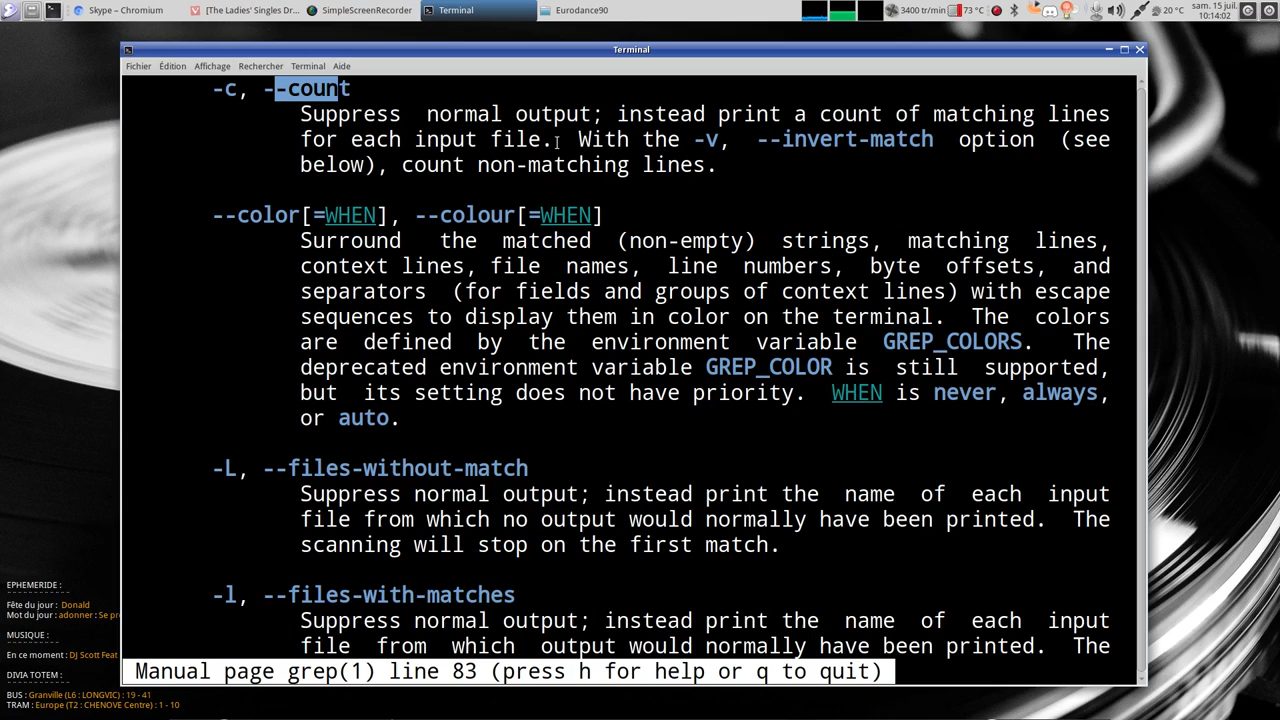 Skype – Chromium
[The Ladies' Singles Dr...
SimpleScreenRecorder
Terminal
Eurodance90
3400 tr/min
73 °C
20 °C
sam. 15 juil.
10:14:02
Terminal
Fichier Édition Affichage Rechercher Terminal Aide
-c, --count
Suppress normal output; instead print a count of matching lines
for each input file. With the -v, --invert-match option (see
below), count non-matching lines.
--color[=WHEN], --colour[=WHEN]
Surround the matched (non-empty) strings, matching lines,
context lines, file names, line numbers, byte offsets, and
separators (for fields and groups of context lines) with escape
sequences to display them in color on the terminal. The colors
are defined by the environment variable GREP_COLORS. The
deprecated environment variable GREP_COLOR is still supported,
but its setting does not have priority. WHEN is never, always,
or auto.
-L, --files-without-match
Suppress normal output; instead print the name of each input
file from which no output would normally have been printed. The
scanning will stop on the first match.
-l, --files-with-matches
Suppress normal output; instead print the name of each input
file from which output would normally have been printed. The
Manual page grep(1) line 83 (press h for help or q to quit)
EPHEMERIDE :
Fête du jour : Donald
Mot du jour : adonner : Se pr
MUSIQUE :
En ce moment : DJ Scott Feat
DIVIA TOTEM :
BUS : Granville (L6 : LONGVIC) : 19 - 41
TRAM : Europe (T2 : CHENOVE Centre) : 1 - 10